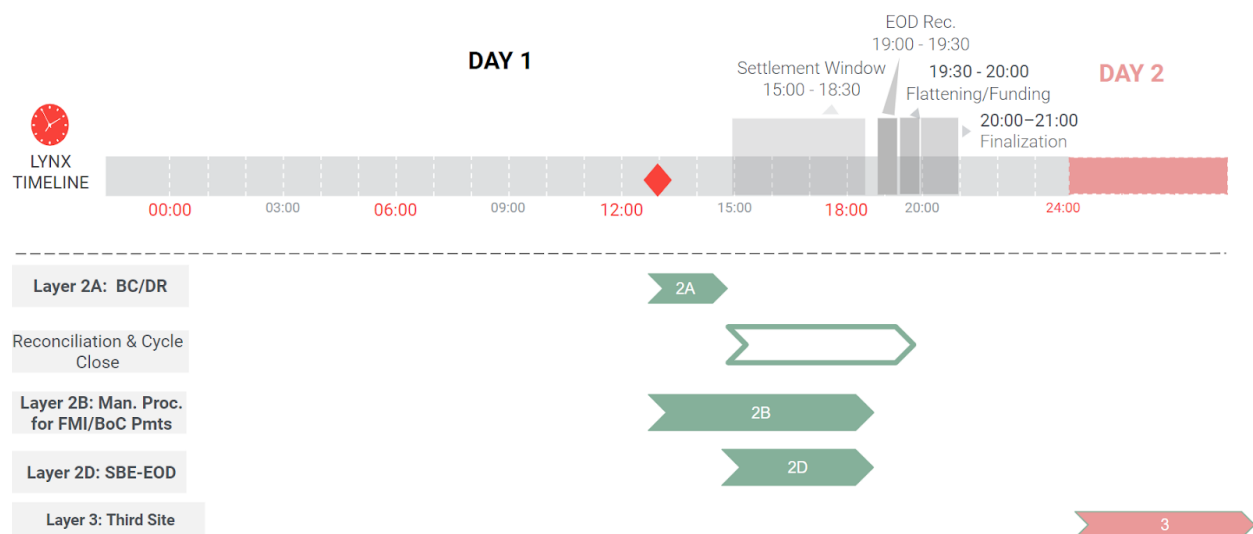 EOD Rec.
19:00 - 19:30
DAY 1
Settlement Window
15:00 - 18:30
19:30 - 20:00
Flattening/Funding
DAY 2
20:00–21:00
Finalization
LYNX
TIMELINE
00:00
03:00
06:00
09:00
12:00
15:00
18:00
20:00
24:00
Layer 2A: BC/DR
2A
Reconciliation & Cycle
Close
Layer 2B: Man. Proc.
for FMI/BoC Pmts
2B
Layer 2D: SBE-EOD
2D
Layer 3: Third Site
3